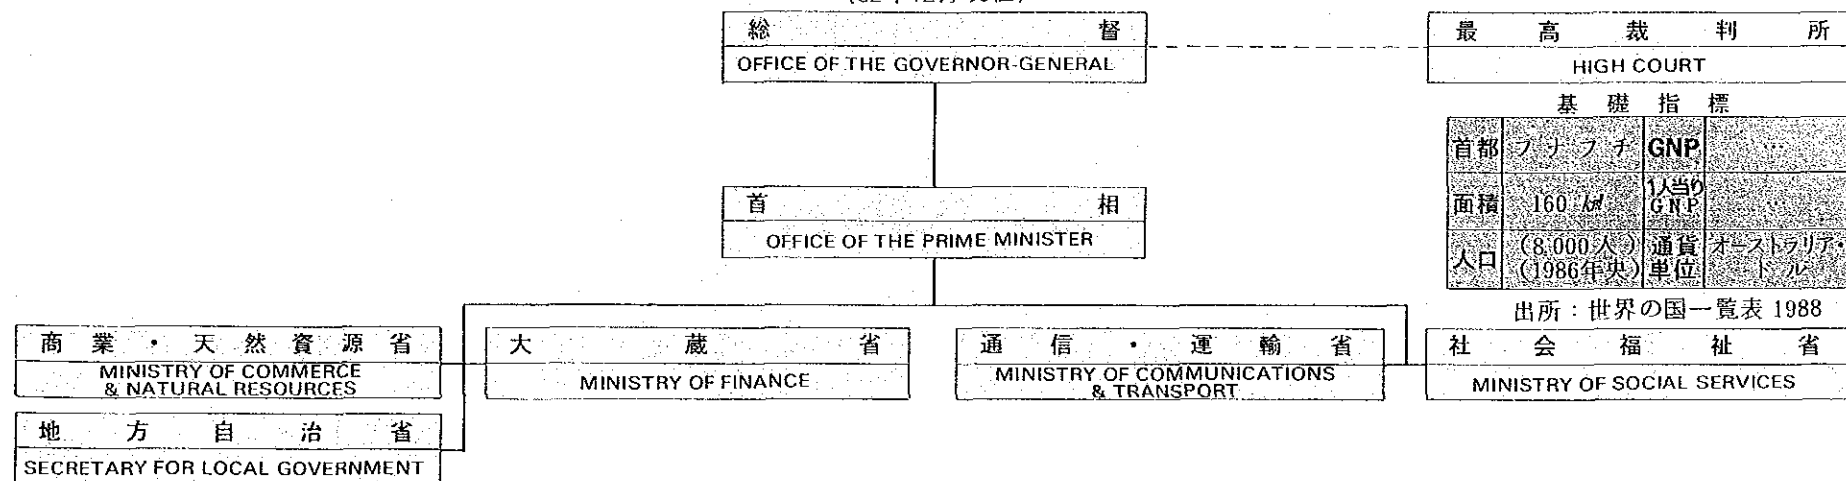 総督
OFFICE OF THE GOVERNOR-GENERAL
最高裁判所
HIGH COURT
基礎指標
首都 フナフチ GNP …
面積 160 km² 1人当りGNP …
人口 (8,000人) (1986年央) 通貨単位 オーストラリア・ドル
出所：世界の国一覧表 1988
首相
OFFICE OF THE PRIME MINISTER
商業・天然資源省
MINISTRY OF COMMERCE
& NATURAL RESOURCES
大蔵省
MINISTRY OF FINANCE
通信・運輸省
MINISTRY OF COMMUNICATIONS
& TRANSPORT
社会福祉省
MINISTRY OF SOCIAL SERVICES
地方自治省
SECRETARY FOR LOCAL GOVERNMENT